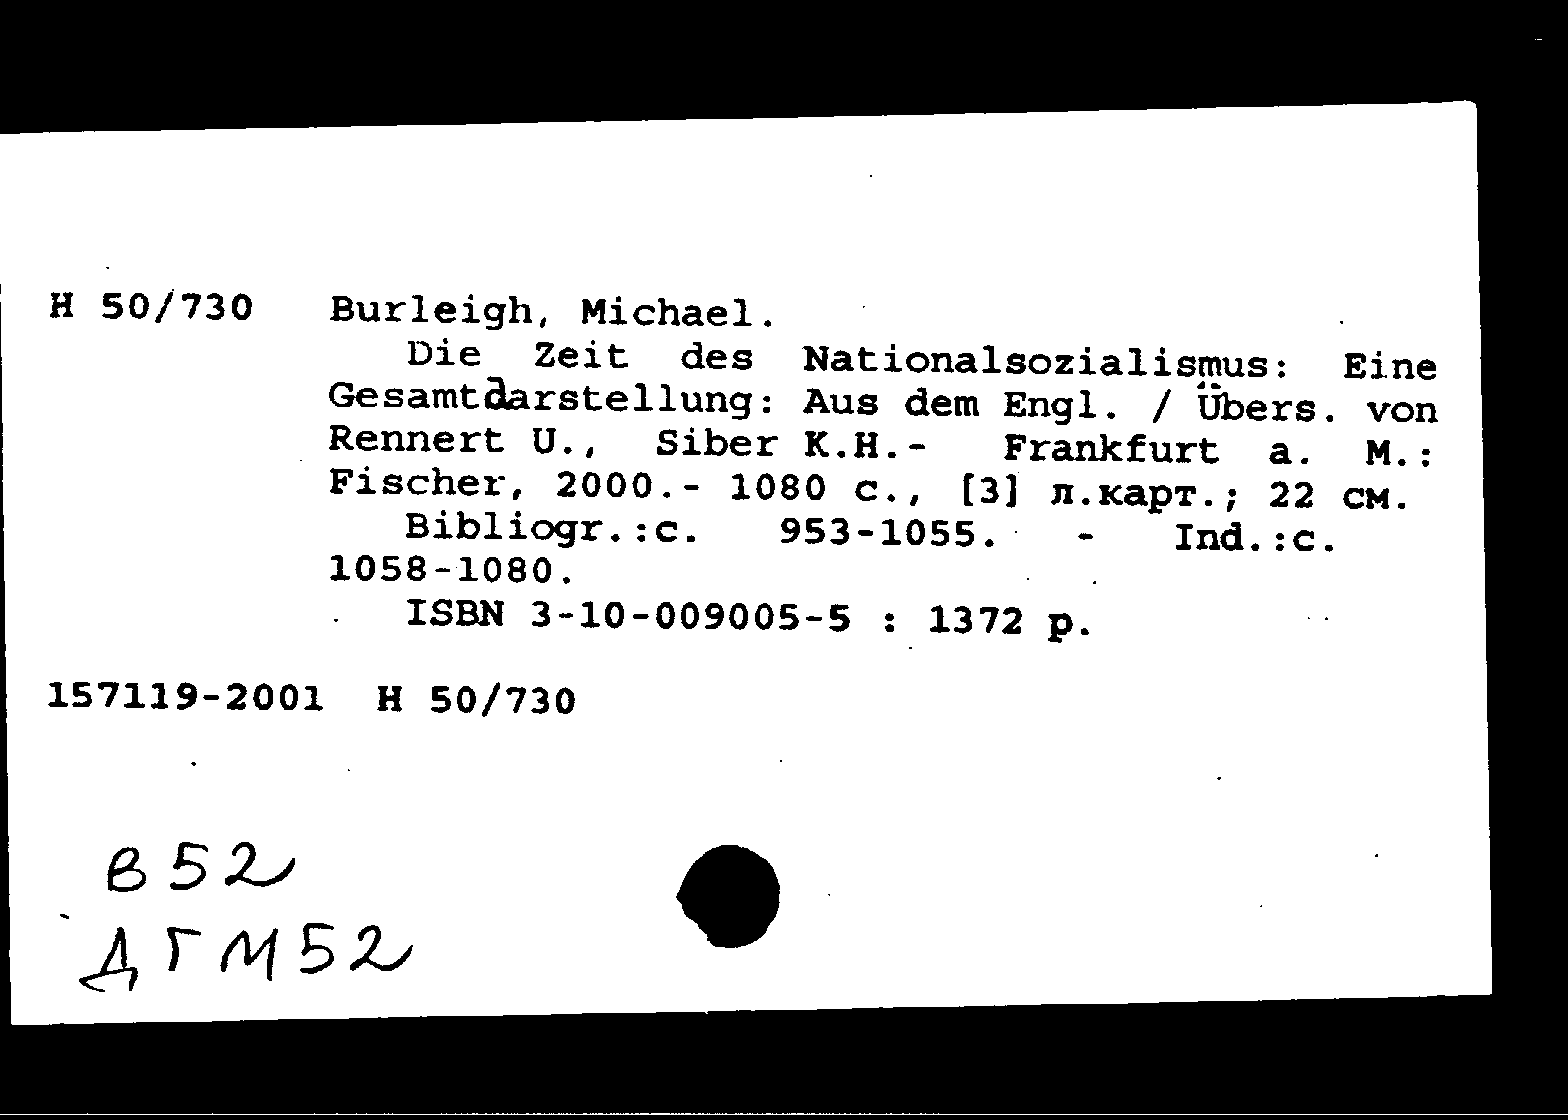 H 50/730 Burleigh, Michael.
Die Zeit des Nationalsozialismus: Eine
Gesamtdarstellung: Aus dem Engl. / Übers. von
Rennert U., Siber K.H.- Frankfurt a. M.:
Fischer, 2000.- 1080 с., [3] л.карт.; 22 см.
Bibliogr.:с. 953-1055. - Ind.:с.
1058-1080.
ISBN 3-10-009005-5 : 1372 р.
157119-2001 H 50/730
В52
ДГМ52